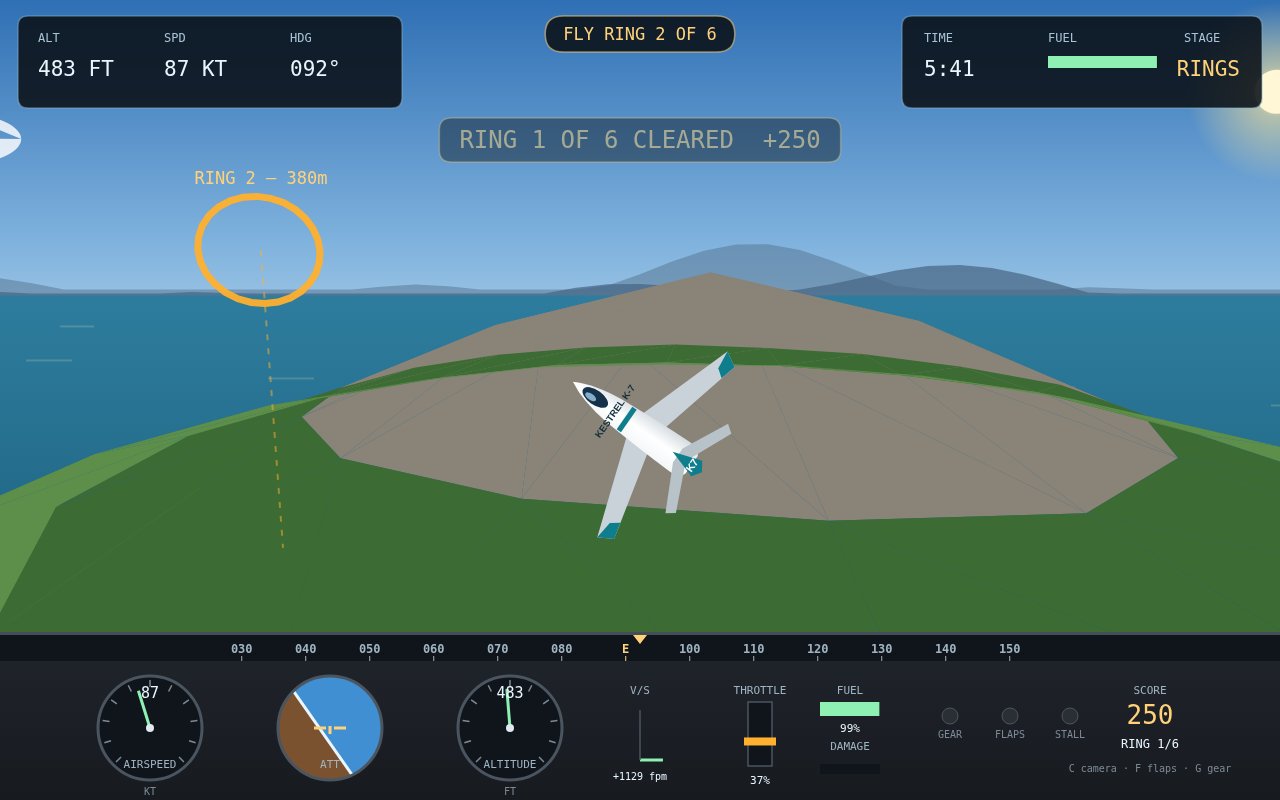 ALT SPD HDG
483 FT 87 KT 092°
FLY RING 2 OF 6
TIME FUEL STAGE
5:41 RINGS
RING 1 OF 6 CLEARED +250
RING 2 — 380m
KESTREL K-7
K7
030 040 050 060 070 080 E 100 110 120 130 140 150
87
AIRSPEED
KT
ATT
483
ALTITUDE
FT
V/S
+1129 fpm
THROTTLE
37%
FUEL
99%
DAMAGE
GEAR FLAPS STALL
SCORE
250
RING 1/6
C camera · F flaps · G gear